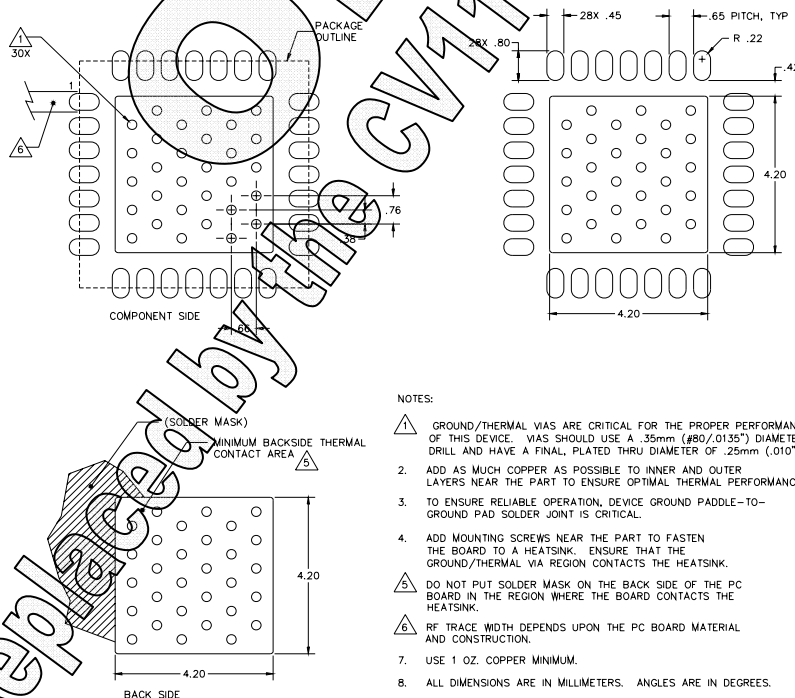 1
30X
PACKAGE
OUTLINE
1
6
.76
.38
.66
COMPONENT SIDE
28X .45
.65 PITCH, TYP
28X .80
R .22
4.20
4.20
(SOLDER MASK)
MINIMUM BACKSIDE THERMAL
CONTACT AREA
5
4.20
4.20
BACK SIDE
NOTES:
1 GROUND/THERMAL VIAS ARE CRITICAL FOR THE PROPER
OF THIS DEVICE. VIAS SHOULD USE A .35mm (#80/.0135")
DRILL AND HAVE A FINAL, PLATED THRU DIAMETER OF .25mm (.010"
2. ADD AS MUCH COPPER AS POSSIBLE TO INNER AND OUTER
LAYERS NEAR THE PART TO ENSURE OPTIMAL THERMAL
3. TO ENSURE RELIABLE OPERATION, DEVICE GROUND PADDLE-TO-
GROUND PAD SOLDER JOINT IS CRITICAL.
4. ADD MOUNTING SCREWS NEAR THE PART TO FASTEN
THE BOARD TO A HEATSINK. ENSURE THAT THE
GROUND/THERMAL VIA REGION CONTACTS THE HEATSINK.
5 DO NOT PUT SOLDER MASK ON THE BACK SIDE OF THE PC
BOARD IN THE REGION WHERE THE BOARD CONTACTS THE
HEATSINK.
6 RF TRACE WIDTH DEPENDS UPON THE PC BOARD MATERIAL
AND CONSTRUCTION.
7. USE 1 OZ. COPPER MINIMUM.
8. ALL DIMENSIONS ARE IN MILLIMETERS. ANGLES ARE IN DEGREES.
eplaced by the CV11